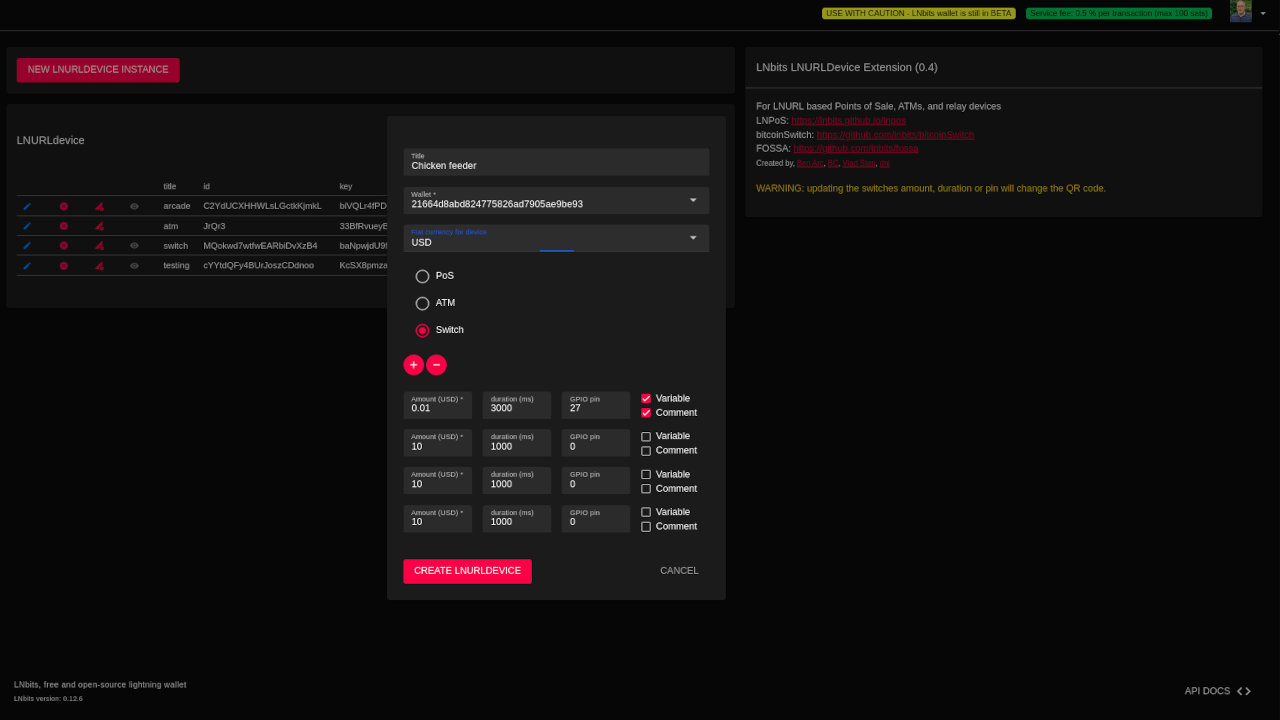 USE WITH CAUTION - LNbits wallet is still in BETA
Service fee: 0.5 % per transaction (max 100 sats)
NEW LNURLDEVICE INSTANCE
LNbits LNURLDevice Extension (0.4)
For LNURL based Points of Sale, ATMs, and relay devices
LNPoS: https://lnbits.github.io/lnpos
bitcoinSwitch: https://github.com/lnbits/bitcoinSwitch
FOSSA: https://github.com/lnbits/fossa
Created by, Ben Arc, BC, Vlad Stan, dni
WARNING: updating the switches amount, duration or pin will change the QR code.
LNURLdevice
title id key
arcade C2YdUCXHHWLsLGctkKjmkL biVQLr4fPD
atm JrQr3 33BfRvueyE
switch MQokwd7wtfwEARbiDvXzB4 baNpwjdU9
testing cYYtdQFy4BUrJoszCDdnoo KcSX8pmza
Title
Chicken feeder
Wallet *
21664d8abd824775826ad7905ae9be93
Fiat currency for device
USD
PoS
ATM
Switch
Amount (USD) * duration (ms) GPIO pin Variable
0.01 3000 27 Comment
Amount (USD) * duration (ms) GPIO pin Variable
10 1000 0 Comment
Amount (USD) * duration (ms) GPIO pin Variable
10 1000 0 Comment
Amount (USD) * duration (ms) GPIO pin Variable
10 1000 0 Comment
CREATE LNURLDEVICE CANCEL
LNbits, free and open-source lightning wallet
LNbits version: 0.12.6
API DOCS